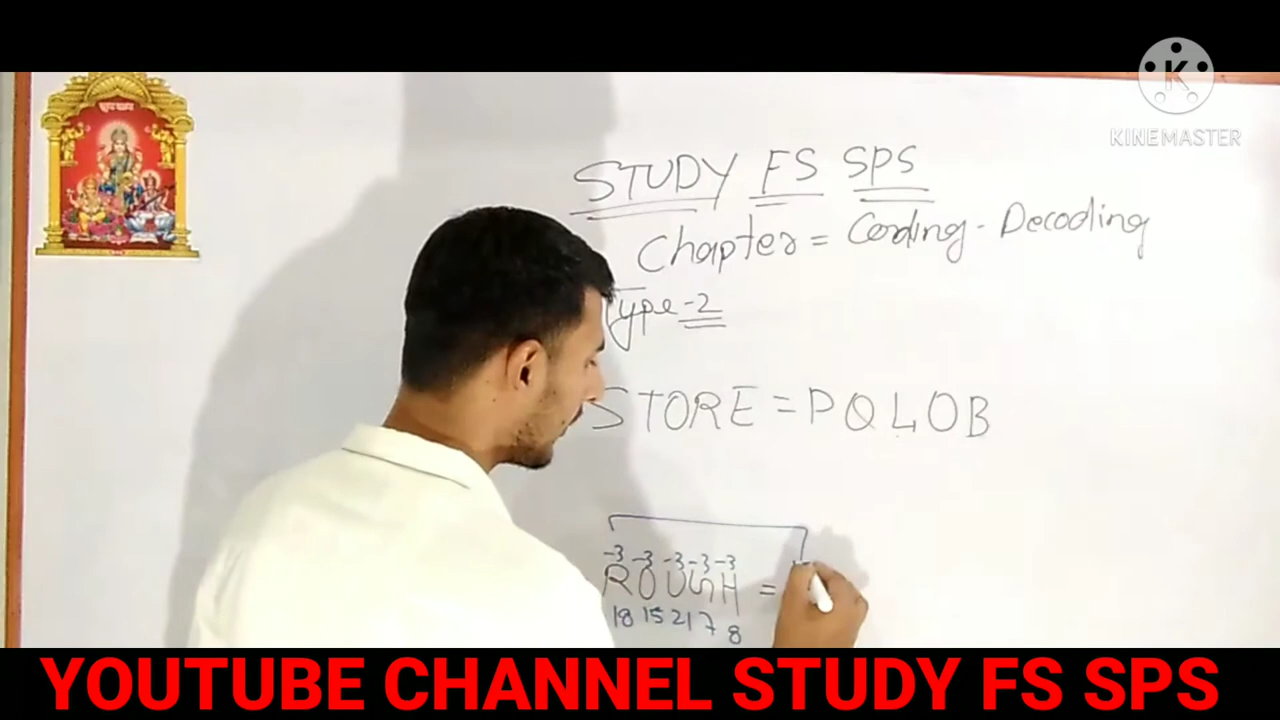 KINEMASTER
STUDY FS SPS
Chapter = Coding - Decoding
Type-2
STORE = PQLOB
-3 -3 -3 -3 -3
ROUGH =
18 15 21 7 8
YOUTUBE CHANNEL STUDY FS SPS